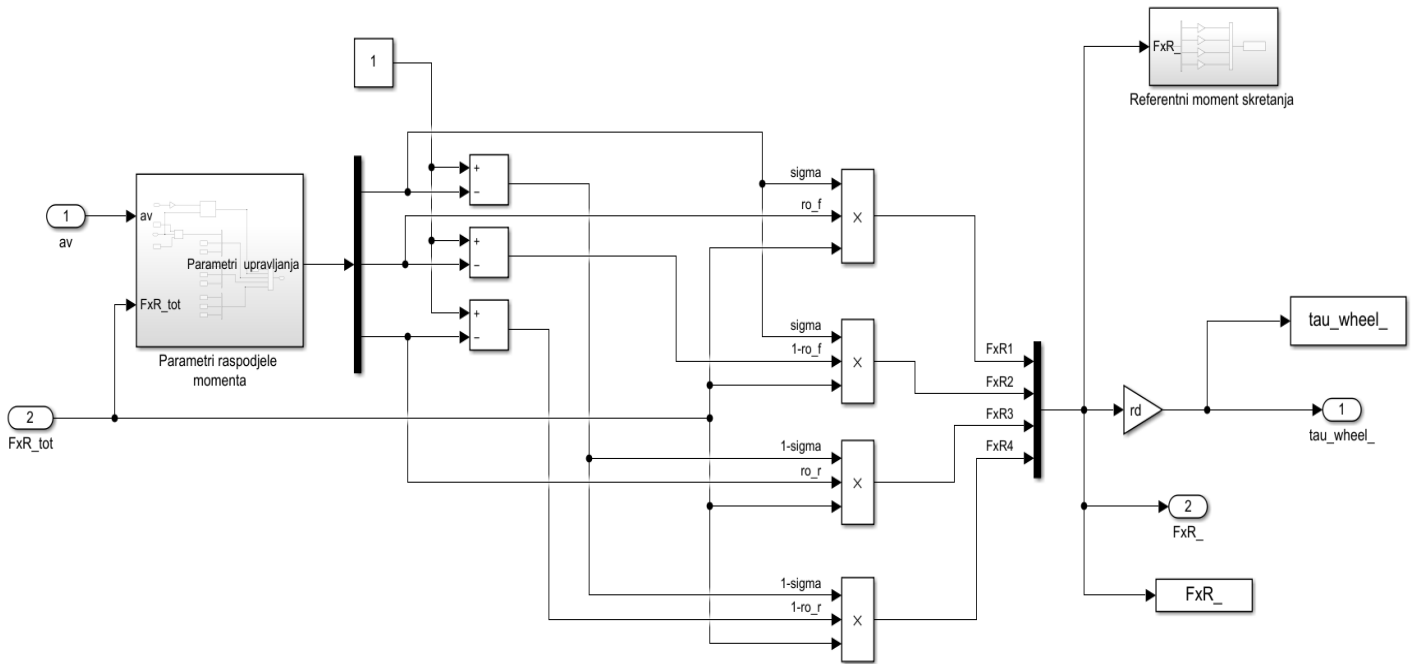 FxR_
Referentni moment skretanja
1
+
−
sigma
ro_f
×
1
av
av
+
−
Parametri upravljanja
FxR_tot
+
−
sigma
1-ro_f
×
tau_wheel_
Parametri raspodjele
momenta
FxR1
FxR2
FxR3
FxR4
rd
1
tau_wheel_
2
FxR_tot
1-sigma
ro_r
×
2
FxR_
1-sigma
1-ro_r
×
FxR_